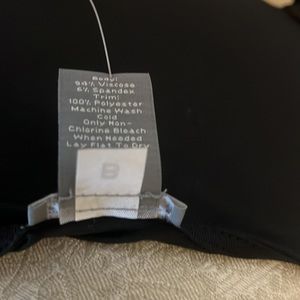 Body:
94% Viscose
6% Spandex
Trim:
100% Polyester
Machine Wash
Cold
Only Non-
Chlorine Bleach
When Needed
Lay Flat To Dry
B